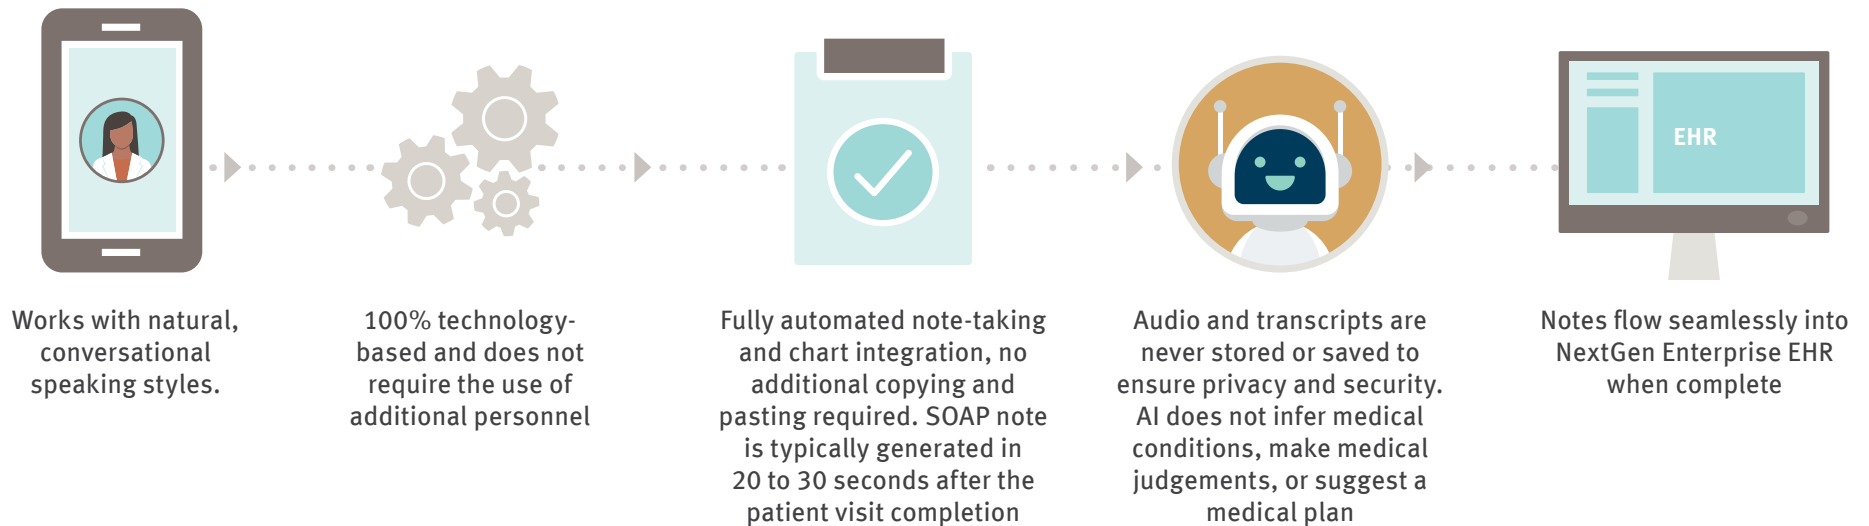 EHR
Works with natural,
conversational
speaking styles.
100% technology-
based and does not
require the use of
additional personnel
Fully automated note-taking
and chart integration, no
additional copying and
pasting required. SOAP note
is typically generated in
20 to 30 seconds after the
patient visit completion
Audio and transcripts are
never stored or saved to
ensure privacy and security.
AI does not infer medical
conditions, make medical
judgements, or suggest a
medical plan
Notes flow seamlessly into
NextGen Enterprise EHR
when complete